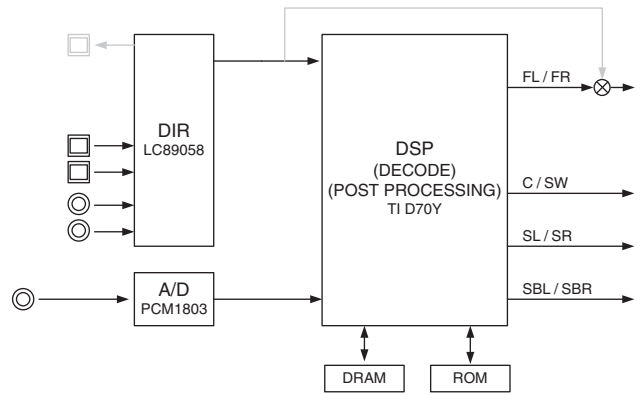 DIR
LC89058
A/D
PCM1803
DSP
(DECODE)
(POST PROCESSING)
TI D70Y
FL / FR
C / SW
SL / SR
SBL / SBR
DRAM
ROM